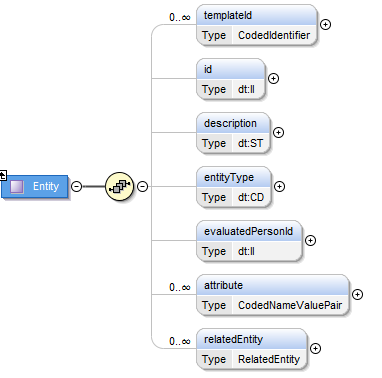 0..∞ templateId
Type CodedIdentifier
id
Type dt:II
description
Type dt:ST
entityType
Type dt:CD
Entity
evaluatedPersonId
Type dt:II
0..∞ attribute
Type CodedNameValuePair
0..∞ relatedEntity
Type RelatedEntity